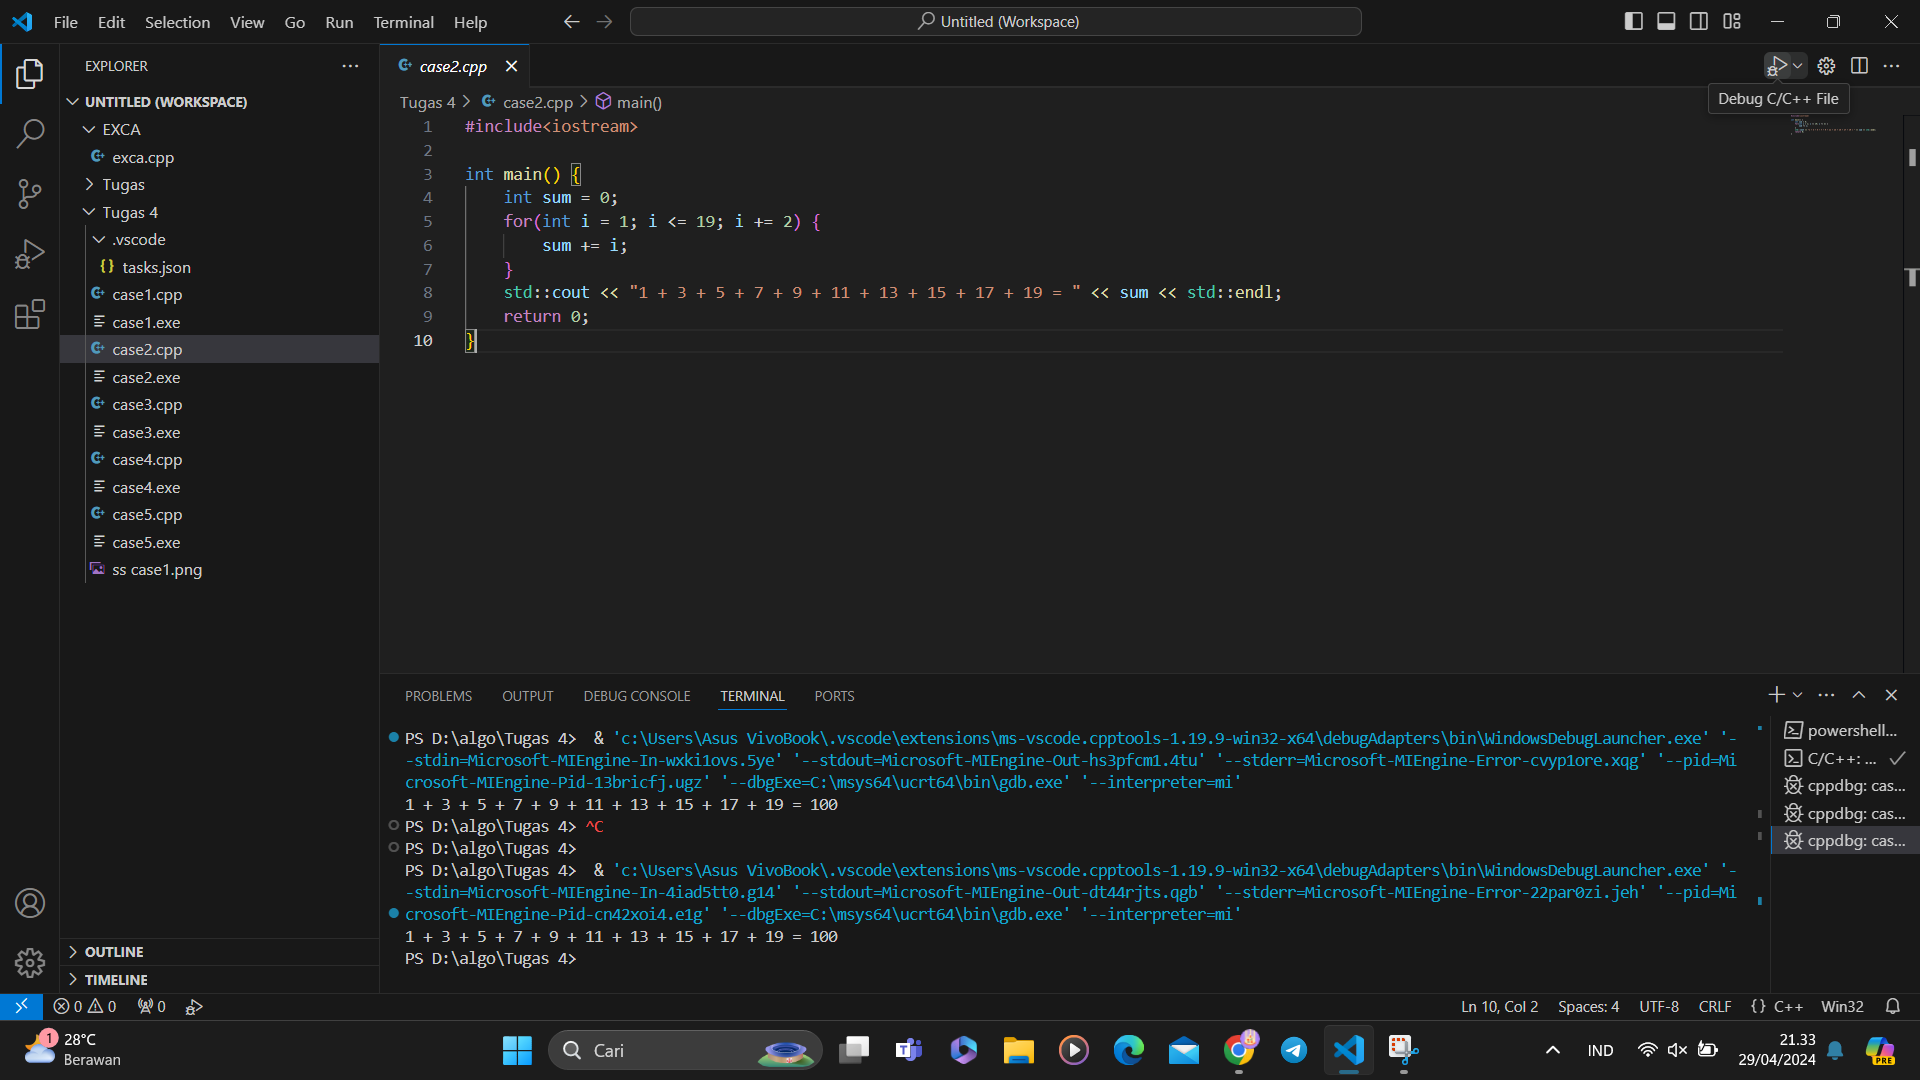 File Edit Selection View Go Run Terminal Help
Untitled (Workspace)
EXPLORER
UNTITLED (WORKSPACE)
EXCA
exca.cpp
Tugas
Tugas 4
.vscode
tasks.json
case1.cpp
case1.exe
case2.cpp
case2.exe
case3.cpp
case3.exe
case4.cpp
case4.exe
case5.cpp
case5.exe
ss case1.png
OUTLINE
TIMELINE
case2.cpp
Debug C/C++ File
Tugas 4 > case2.cpp > main()
1 #include<iostream>
2
3 int main() {
4 int sum = 0;
5 for(int i = 1; i <= 19; i += 2) {
6 sum += i;
7 }
8 std::cout << "1 + 3 + 5 + 7 + 9 + 11 + 13 + 15 + 17 + 19 = " << sum << std::endl;
9 return 0;
10 }
PROBLEMS OUTPUT DEBUG CONSOLE TERMINAL PORTS
PS D:\algo\Tugas 4>  & 'c:\Users\Asus VivoBook\.vscode\extensions\ms-vscode.cpptools-1.19.9-win32-x64\debugAdapters\bin\WindowsDebugLauncher.exe' '-
-stdin=Microsoft-MIEngine-In-wxki1ovs.5ye' '--stdout=Microsoft-MIEngine-Out-hs3pfcm1.4tu' '--stderr=Microsoft-MIEngine-Error-cvyp1ore.xqg' '--pid=Mi
crosoft-MIEngine-Pid-13bricfj.ugz' '--dbgExe=C:\msys64\ucrt64\bin\gdb.exe' '--interpreter=mi'
1 + 3 + 5 + 7 + 9 + 11 + 13 + 15 + 17 + 19 = 100
PS D:\algo\Tugas 4> ^C
PS D:\algo\Tugas 4>
PS D:\algo\Tugas 4>  & 'c:\Users\Asus VivoBook\.vscode\extensions\ms-vscode.cpptools-1.19.9-win32-x64\debugAdapters\bin\WindowsDebugLauncher.exe' '-
-stdin=Microsoft-MIEngine-In-4iad5tt0.g14' '--stdout=Microsoft-MIEngine-Out-dt44rjts.qgb' '--stderr=Microsoft-MIEngine-Error-22par0zi.jeh' '--pid=Mi
crosoft-MIEngine-Pid-cn42xoi4.e1g' '--dbgExe=C:\msys64\ucrt64\bin\gdb.exe' '--interpreter=mi'
1 + 3 + 5 + 7 + 9 + 11 + 13 + 15 + 17 + 19 = 100
PS D:\algo\Tugas 4>
powershell...
C/C++: ...
cppdbg: cas...
cppdbg: cas...
cppdbg: cas...
0 0 0
Ln 10, Col 2 Spaces: 4 UTF-8 CRLF {} C++ Win32
1
28°C
Berawan
Cari
IND
21.33
29/04/2024
PRE